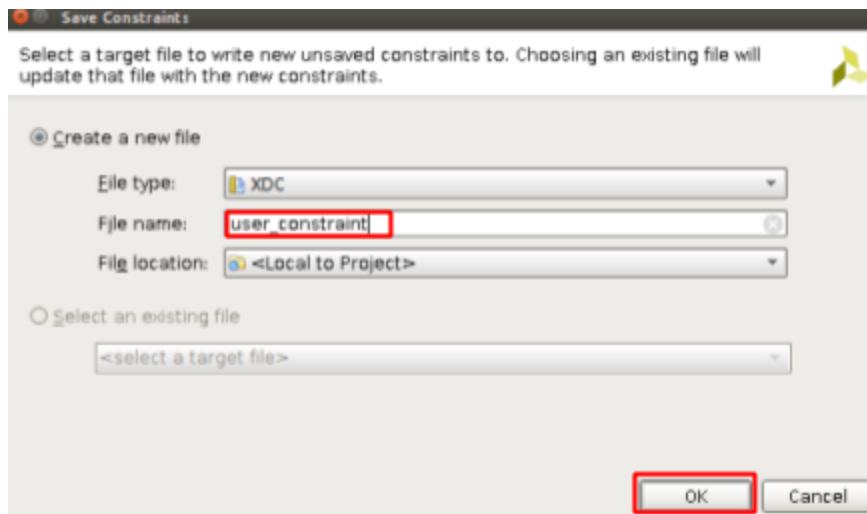 Save Constraints
Select a target file to write new unsaved constraints to. Choosing an existing file will
update that file with the new constraints.
Create a new file
File type: XDC
File name: user_constraint
File location: <Local to Project>
Select an existing file
<select a target file>
OK Cancel